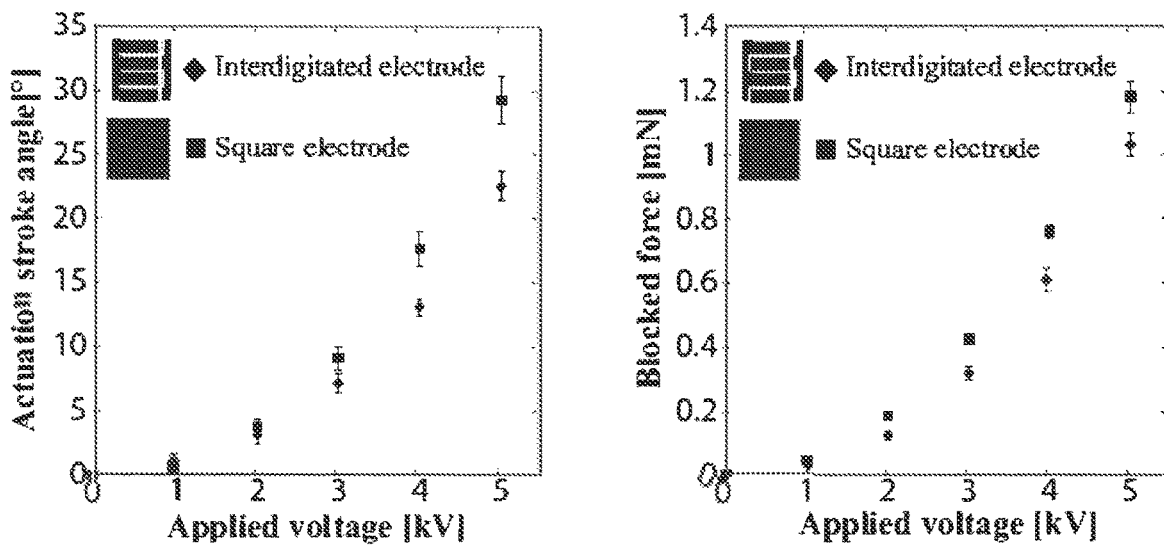 Actuation stroke angle[°]
35
30
25
20
15
10
5
0
Interdigitated electrode
Square electrode
0 1 2 3 4 5
Applied voltage [kV]
Blocked force [mN]
1.4
1.2
1
0.8
0.6
0.4
0.2
0
Interdigitated electrode
Square electrode
0 1 2 3 4 5
Applied voltage [kV]